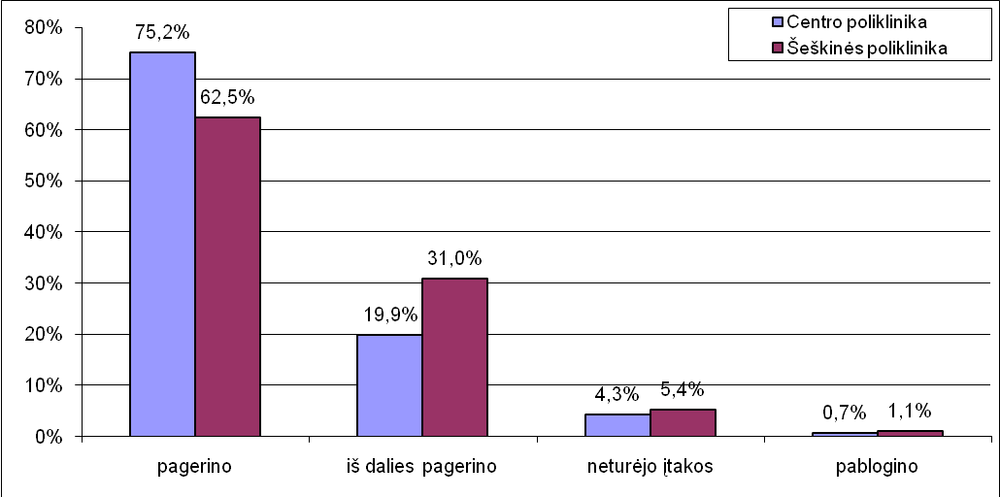 Centro poliklinika
Šeškinės poliklinika
80%
70%
60%
50%
40%
30%
20%
10%
0%
75,2%
62,5%
19,9%
31,0%
4,3%
5,4%
0,7%
1,1%
pagerino
iš dalies pagerino
neturėjo įtakos
pablogino